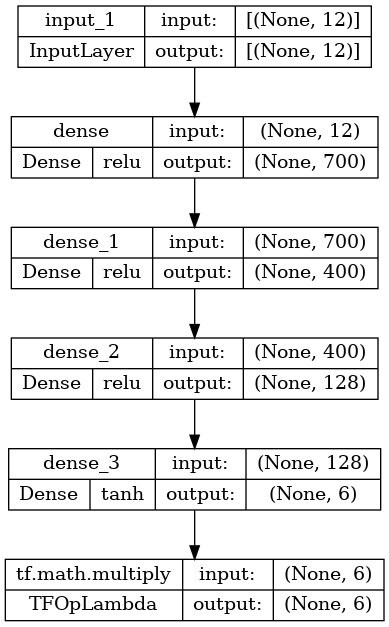 input_1 input: [(None, 12)]
InputLayer output: [(None, 12)]
dense input: (None, 12)
Dense relu output: (None, 700)
dense_1 input: (None, 700)
Dense relu output: (None, 400)
dense_2 input: (None, 400)
Dense relu output: (None, 128)
dense_3 input: (None, 128)
Dense tanh output: (None, 6)
tf.math.multiply input: (None, 6)
TFOpLambda output: (None, 6)